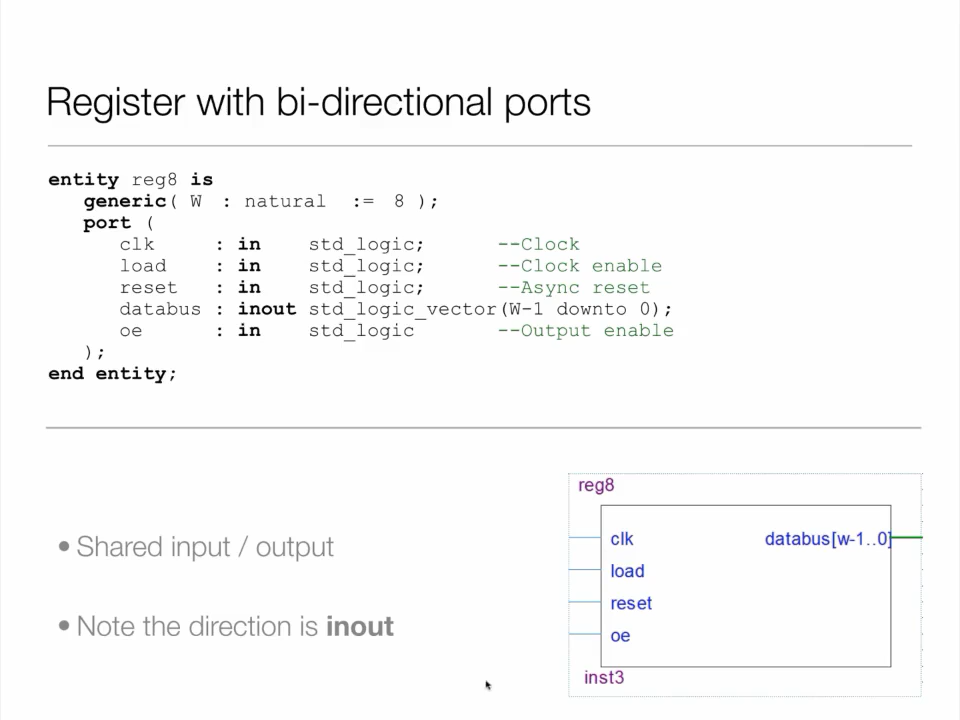 Register with bi-directional ports
entity reg8 is
generic( W : natural := 8 );
port (
clk : in std_logic; --Clock
load : in std_logic; --Clock enable
reset : in std_logic; --Async reset
databus : inout std_logic_vector(W-1 downto 0);
oe : in std_logic --Output enable
);
end entity;
• Shared input / output
• Note the direction is inout
reg8
clk databus[w-1..0]
load
reset
oe
inst3